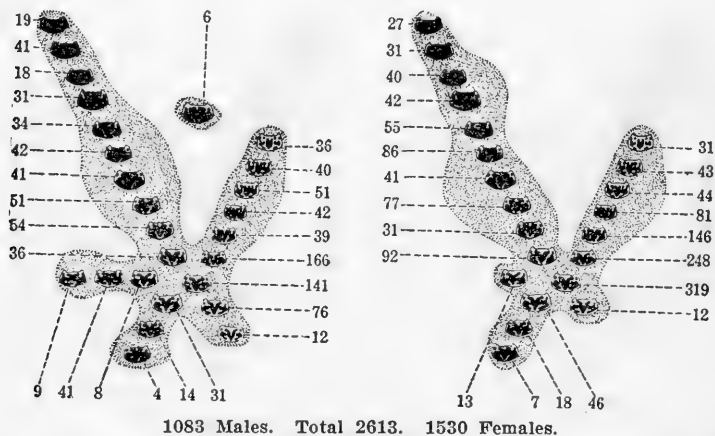 19 6 27
41 31
18 40
31 42
34 36 55 31
42 40 86 43
41 51 41 44
51 42 77 81
54 39 31 146
36 166 92 248
141 319
76 12
12
9 41 8 4 14 31 13 7 18 46
1083 Males. Total 2613. 1530 Females.